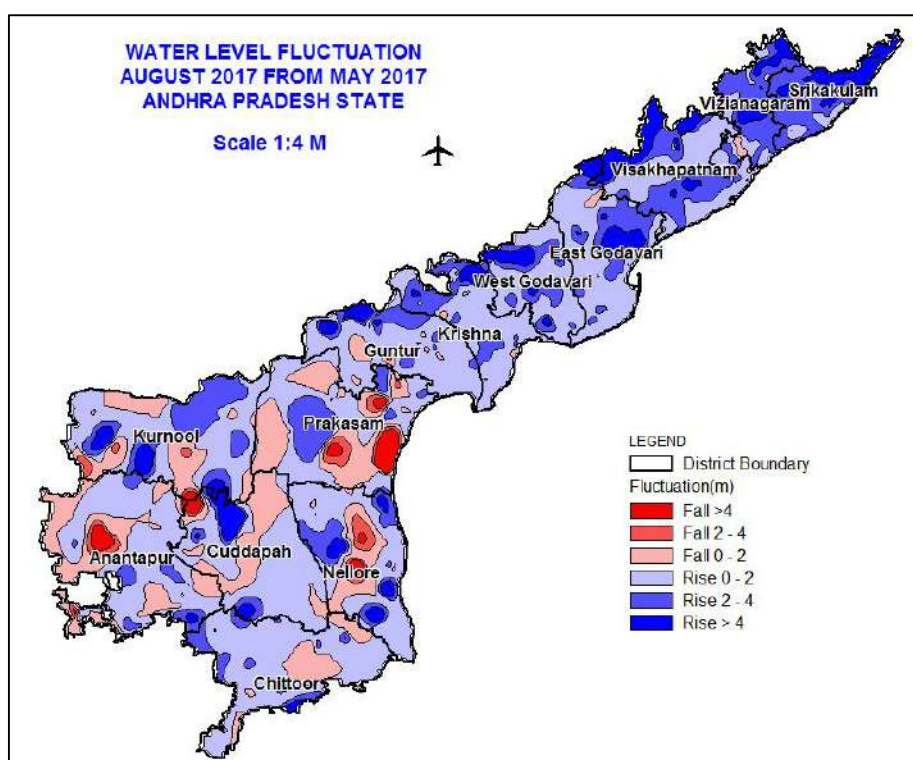 WATER LEVEL FLUCTUATION
AUGUST 2017 FROM MAY 2017
ANDHRA PRADESH STATE
Scale 1:4 M
Srikakulam
Vizianagaram
Visakhapatnam
East Godavari
West Godavari
Krishna
Guntur
Prakasam
Kurnool
Anantapur
Cuddapah
Nellore
Chittoor
LEGEND
District Boundary
Fluctuation(m)
Fall >4
Fall 2 - 4
Fall 0 - 2
Rise 0 - 2
Rise 2 - 4
Rise > 4